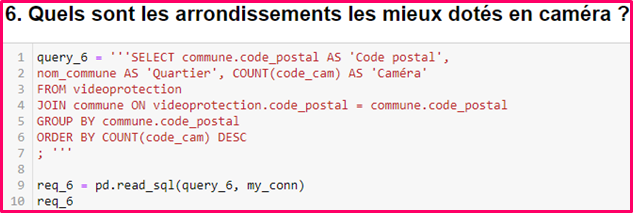 6. Quels sont les arrondissements les mieux dotés en caméra ?
1 query_6 = '''SELECT commune.code_postal AS 'Code postal',
2 nom_commune AS 'Quartier', COUNT(code_cam) AS 'Caméra'
3 FROM videoprotection
4 JOIN commune ON videoprotection.code_postal = commune.code_postal
5 GROUP BY commune.code_postal
6 ORDER BY COUNT(code_cam) DESC
7 ; '''
8
9 req_6 = pd.read_sql(query_6, my_conn)
10 req_6